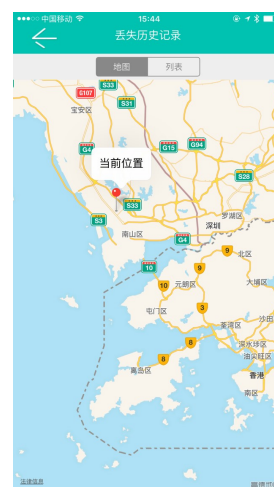 中国移动
15:44
丢失历史记录
地图
列表
S33
G107
S31
宝安区
G4
G15
G94
当前位置
S28
S33
S3
罗湖区
深圳
南山区
G4
9
北区
10
9
10
元朗区
大埔区
屯门区
3
沙田
荃湾区
8
深水埗区
8
油尖旺区
离岛区
香港
南区
法律信息